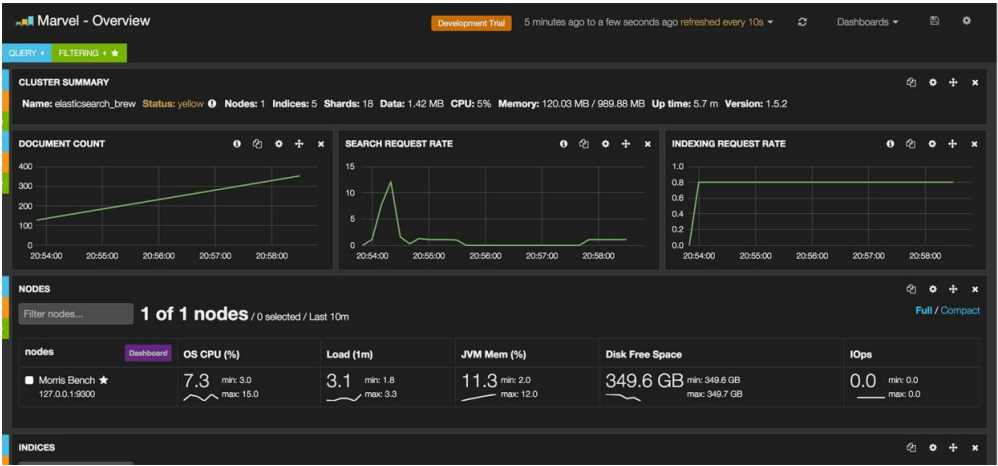 Marvel - Overview
Development Trial
5 minutes ago to a few seconds ago refreshed every 10s
Dashboards
QUERY
FILTERING
CLUSTER SUMMARY
Name: elasticsearch_brew Status: yellow Nodes: 1 Indices: 5 Shards: 18 Data: 1.42 MB CPU: 5% Memory: 120.03 MB / 989.88 MB Up time: 5.7 m Version: 1.5.2
DOCUMENT COUNT
400
300
200
100
0
20:54:00 20:55:00 20:56:00 20:57:00 20:58:00
SEARCH REQUEST RATE
15
10
5
0
20:54:00 20:55:00 20:56:00 20:57:00 20:58:00
INDEXING REQUEST RATE
1.0
0.8
0.6
0.4
0.2
0.0
20:54:00 20:55:00 20:56:00 20:57:00 20:58:00
NODES
Filter nodes...
1 of 1 nodes / 0 selected / Last 10m
Full / Compact
nodes Dashboard OS CPU (%) Load (1m) JVM Mem (%) Disk Free Space IOps
Morris Bench 7.3 min: 3.0 3.1 min: 1.8 11.3 min: 2.0 349.6 GB min: 349.6 GB 0.0 min: 0.0
127.0.0.1:9300 max: 15.0 max: 3.3 max: 12.0 max: 349.7 GB max: 0.0
INDICES